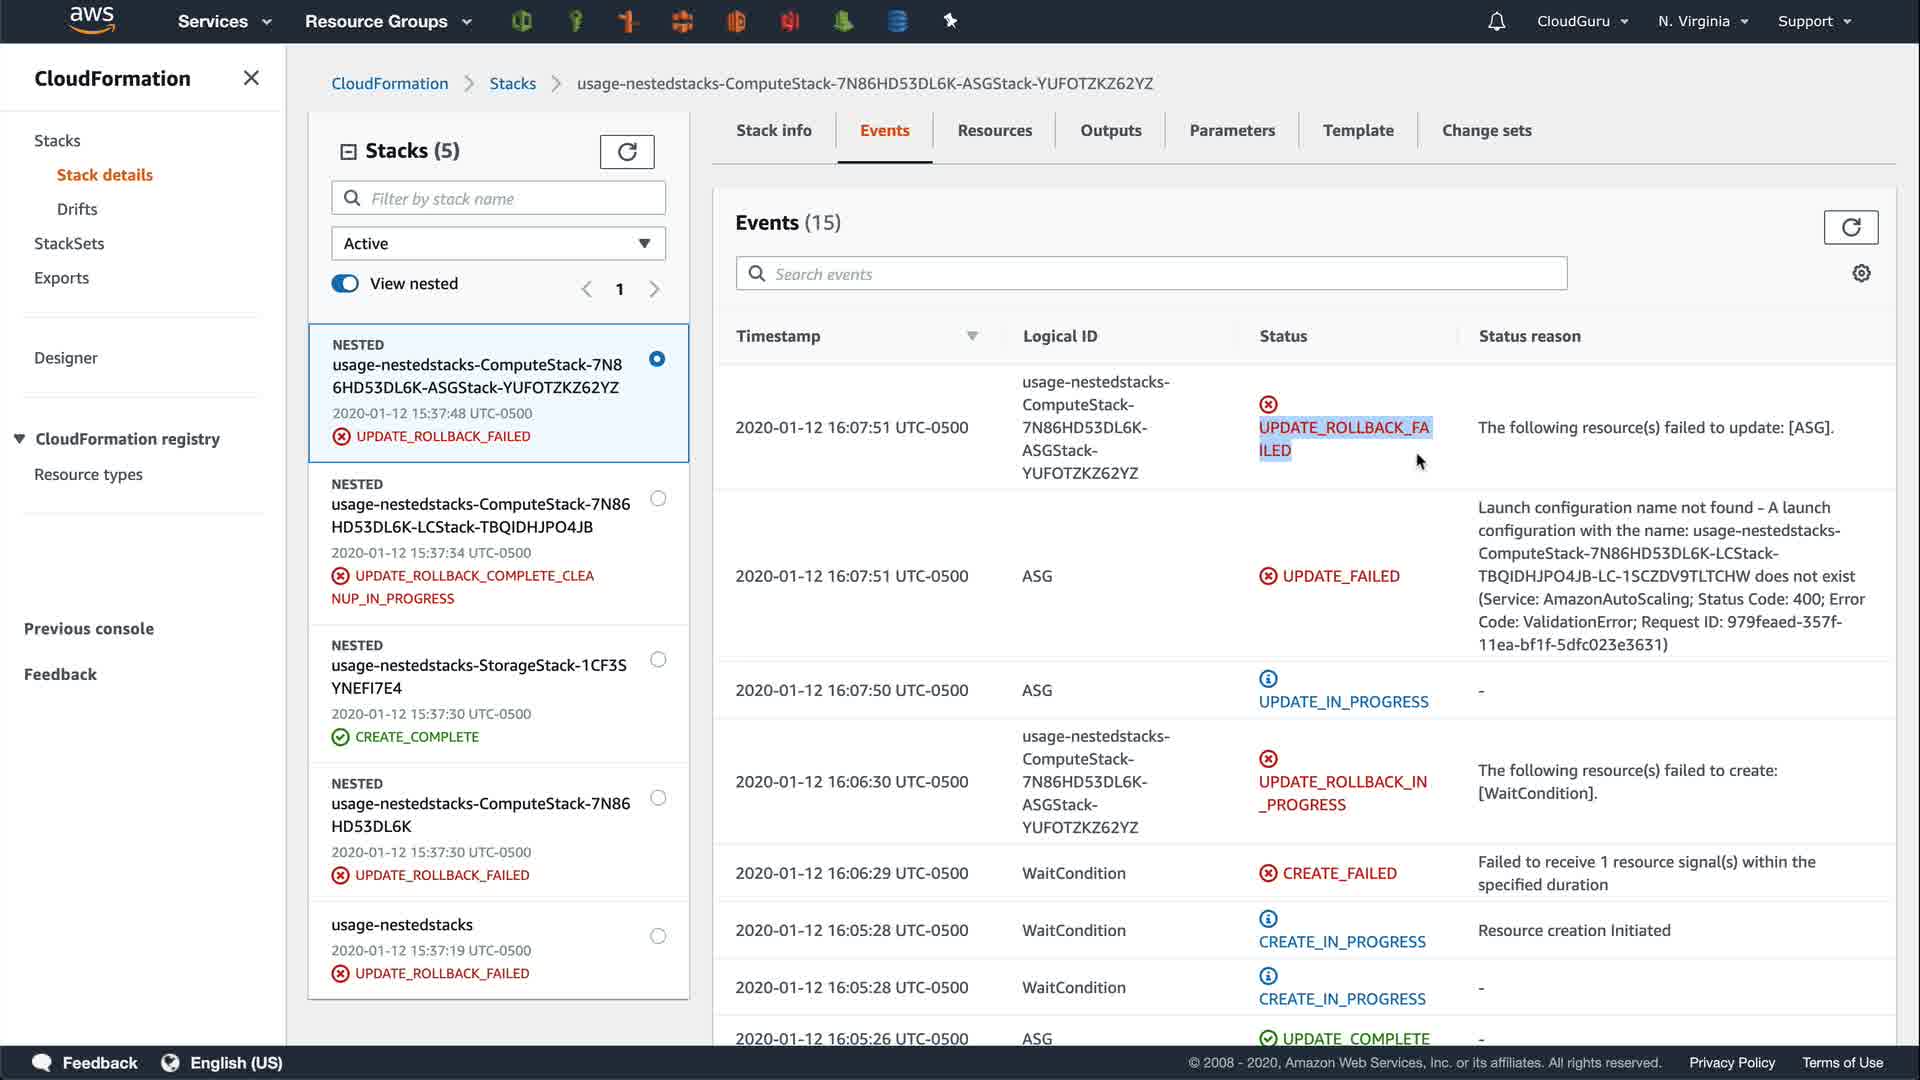 aws
Services
Resource Groups
CloudGuru
N. Virginia
Support
CloudFormation
Stacks
Stack details
Drifts
StackSets
Exports
Designer
CloudFormation registry
Resource types
Previous console
Feedback
CloudFormation
Stacks
usage-nestedstacks-ComputeStack-7N86HD53DL6K-ASGStack-YUFOTZKZ62YZ
Stacks (5)
Filter by stack name
Active
View nested
1
NESTED
usage-nestedstacks-ComputeStack-7N8
6HD53DL6K-ASGStack-YUFOTZKZ62YZ
2020-01-12 15:37:48 UTC-0500
UPDATE_ROLLBACK_FAILED
NESTED
usage-nestedstacks-ComputeStack-7N86
HD53DL6K-LCStack-TBQIDHJPO4JB
2020-01-12 15:37:34 UTC-0500
UPDATE_ROLLBACK_COMPLETE_CLEA
NUP_IN_PROGRESS
NESTED
usage-nestedstacks-StorageStack-1CF3S
YNEFI7E4
2020-01-12 15:37:30 UTC-0500
CREATE_COMPLETE
NESTED
usage-nestedstacks-ComputeStack-7N86
HD53DL6K
2020-01-12 15:37:30 UTC-0500
UPDATE_ROLLBACK_FAILED
usage-nestedstacks
2020-01-12 15:37:19 UTC-0500
UPDATE_ROLLBACK_FAILED
Stack info
Events
Resources
Outputs
Parameters
Template
Change sets
Events (15)
Search events
Timestamp
Logical ID
Status
Status reason
2020-01-12 16:07:51 UTC-0500
usage-nestedstacks-
ComputeStack-
7N86HD53DL6K-
ASGStack-
YUFOTZKZ62YZ
UPDATE_ROLLBACK_FA
ILED
The following resource(s) failed to update: [ASG].
2020-01-12 16:07:51 UTC-0500
ASG
UPDATE_FAILED
Launch configuration name not found - A launch
configuration with the name: usage-nestedstacks-
ComputeStack-7N86HD53DL6K-LCStack-
TBQIDHJPO4JB-LC-1SCZDV9TLTCHW does not exist
(Service: AmazonAutoScaling; Status Code: 400; Error
Code: ValidationError; Request ID: 979feaed-357f-
11ea-bf1f-5dfc023e3631)
2020-01-12 16:07:50 UTC-0500
ASG
UPDATE_IN_PROGRESS
-
2020-01-12 16:06:30 UTC-0500
usage-nestedstacks-
ComputeStack-
7N86HD53DL6K-
ASGStack-
YUFOTZKZ62YZ
UPDATE_ROLLBACK_IN
_PROGRESS
The following resource(s) failed to create:
[WaitCondition].
2020-01-12 16:06:29 UTC-0500
WaitCondition
CREATE_FAILED
Failed to receive 1 resource signal(s) within the
specified duration
2020-01-12 16:05:28 UTC-0500
WaitCondition
CREATE_IN_PROGRESS
Resource creation Initiated
2020-01-12 16:05:28 UTC-0500
WaitCondition
CREATE_IN_PROGRESS
-
2020-01-12 16:05:26 UTC-0500
ASG
UPDATE_COMPLETE
-
Feedback
English (US)
© 2008 - 2020, Amazon Web Services, Inc. or its affiliates. All rights reserved.
Privacy Policy
Terms of Use